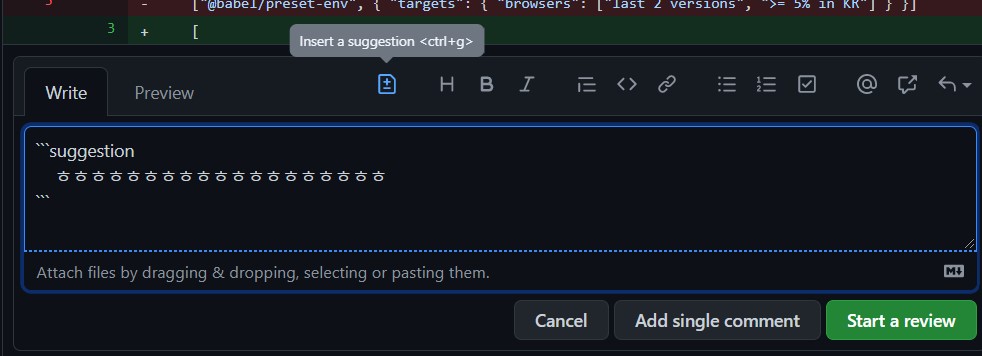 5 - ["@babel/preset-env", { "targets": { "browsers": ["last 2 versions", ">= 5% in KR"] } }]
3 + [
Insert a suggestion <ctrl+g>
Write Preview
```suggestion
ㅎㅎㅎㅎㅎㅎㅎㅎㅎㅎㅎㅎㅎㅎㅎㅎㅎㅎㅎ
```
Attach files by dragging & dropping, selecting or pasting them.
Cancel Add single comment Start a review